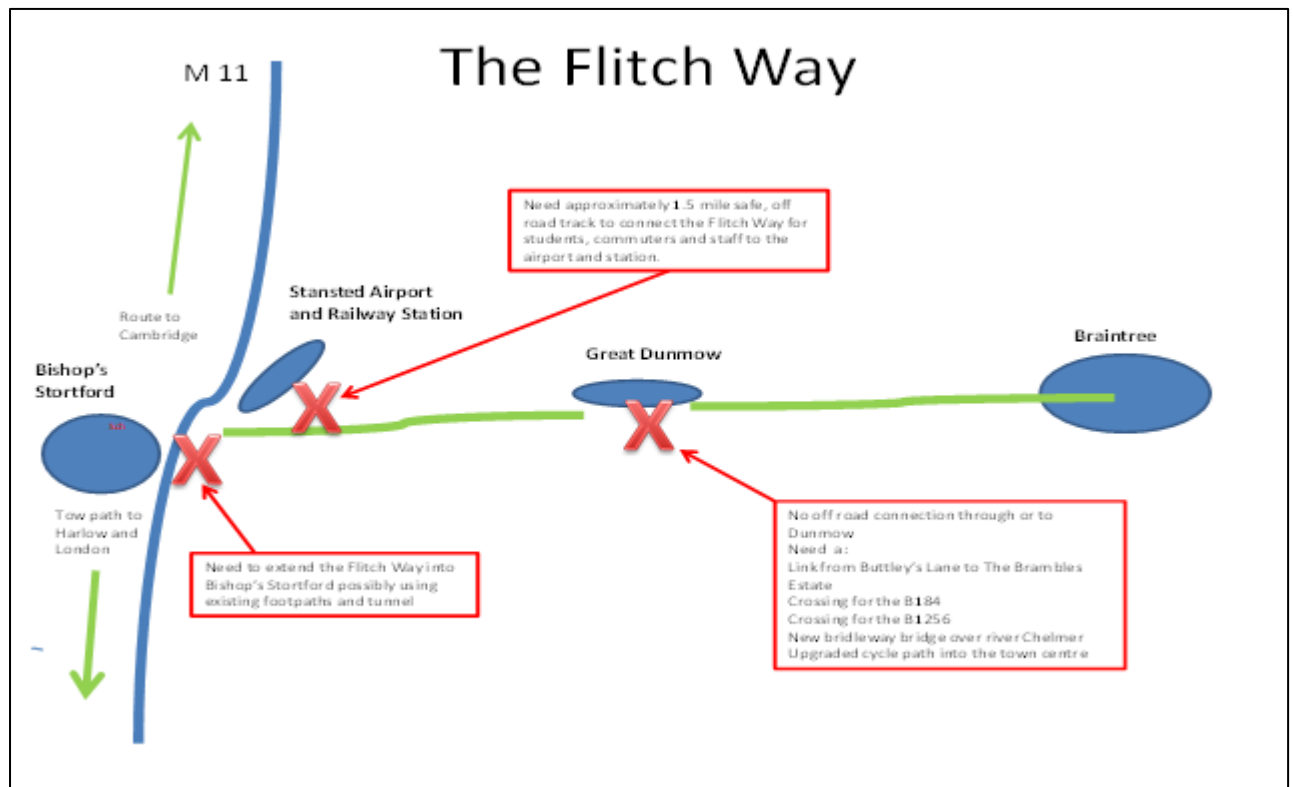 The Flitch Way
M 11
Need approximately 1.5 mile safe, off
road track to connect the Flitch Way for
students, commuters and staff to the
airport and station.
Stansted Airport
and Railway Station
Route to
Cambridge
Great Dunmow
Braintree
Bishop's
Stortford
Tow path to
Harlow and
London
Need to extend the Flitch Way into
Bishop's Stortford possibly using
existing footpaths and tunnel
No off road connection through or to
Dunmow
Need a:
Link from Buttley's Lane to The Brambles
Estate
Crossing for the B184
Crossing for the B1256
New bridleway bridge over river Chelmer
Upgraded cycle path into the town centre